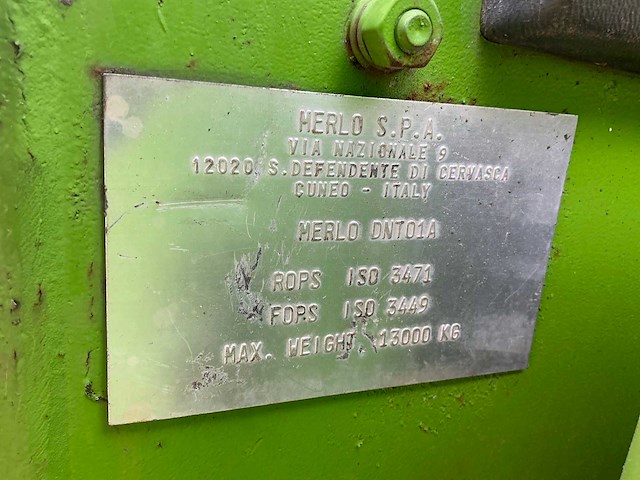 MERLO S.P.A.
VIA NAZIONALE 9
12020 S.DEFENDENTE DI CERVASCA
CUNEO - ITALY
MERLO DNT01A
ROPS ISO 3471
FOPS ISO 3449
MAX. WEIGHT. 13000 KG